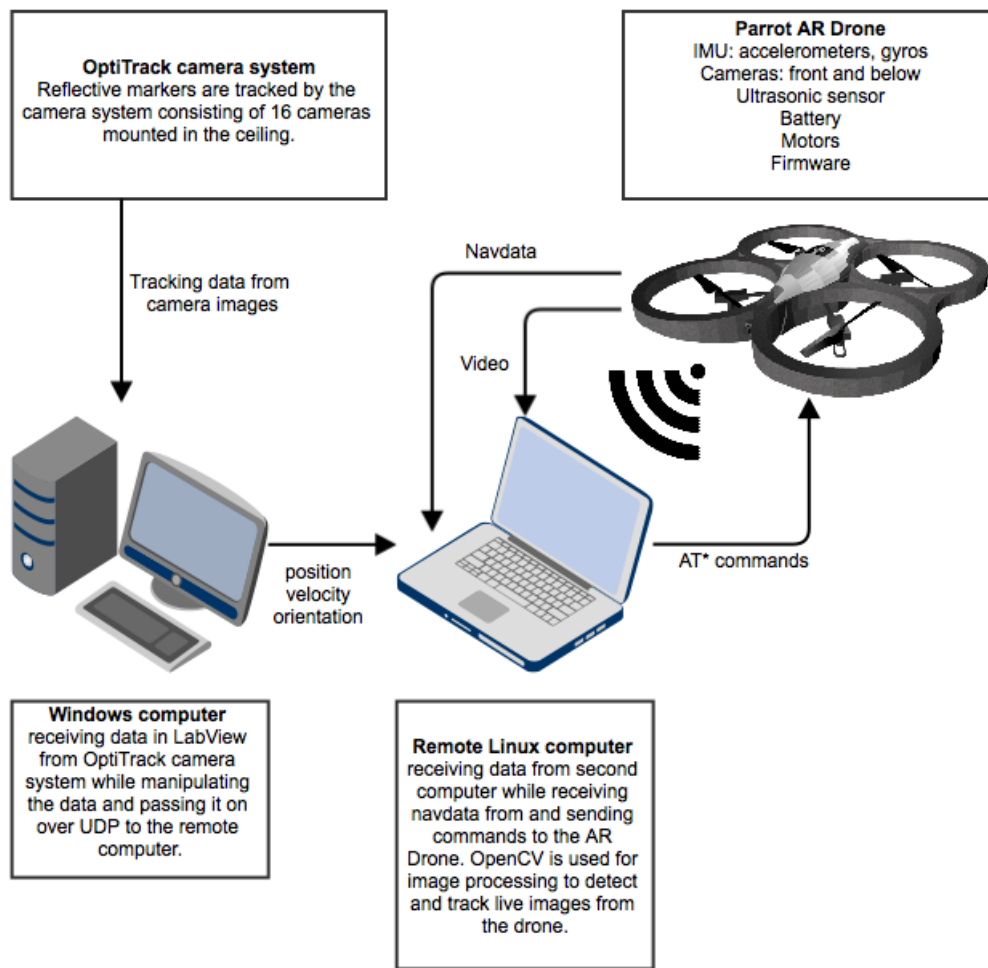 OptiTrack camera system
Reflective markers are tracked by the
camera system consisting of 16 cameras
mounted in the ceiling.
Parrot AR Drone
IMU: accelerometers, gyros
Cameras: front and below
Ultrasonic sensor
Battery
Motors
Firmware
Tracking data from
camera images
Navdata
Video
position
velocity
orientation
AT* commands
Windows computer
receiving data in LabView
from OptiTrack camera
system while manipulating
the data and passing it on
over UDP to the remote
computer.
Remote Linux computer
receiving data from second
computer while receiving
navdata from and sending
commands to the AR
Drone. OpenCV is used for
image processing to detect
and track live images from
the drone.